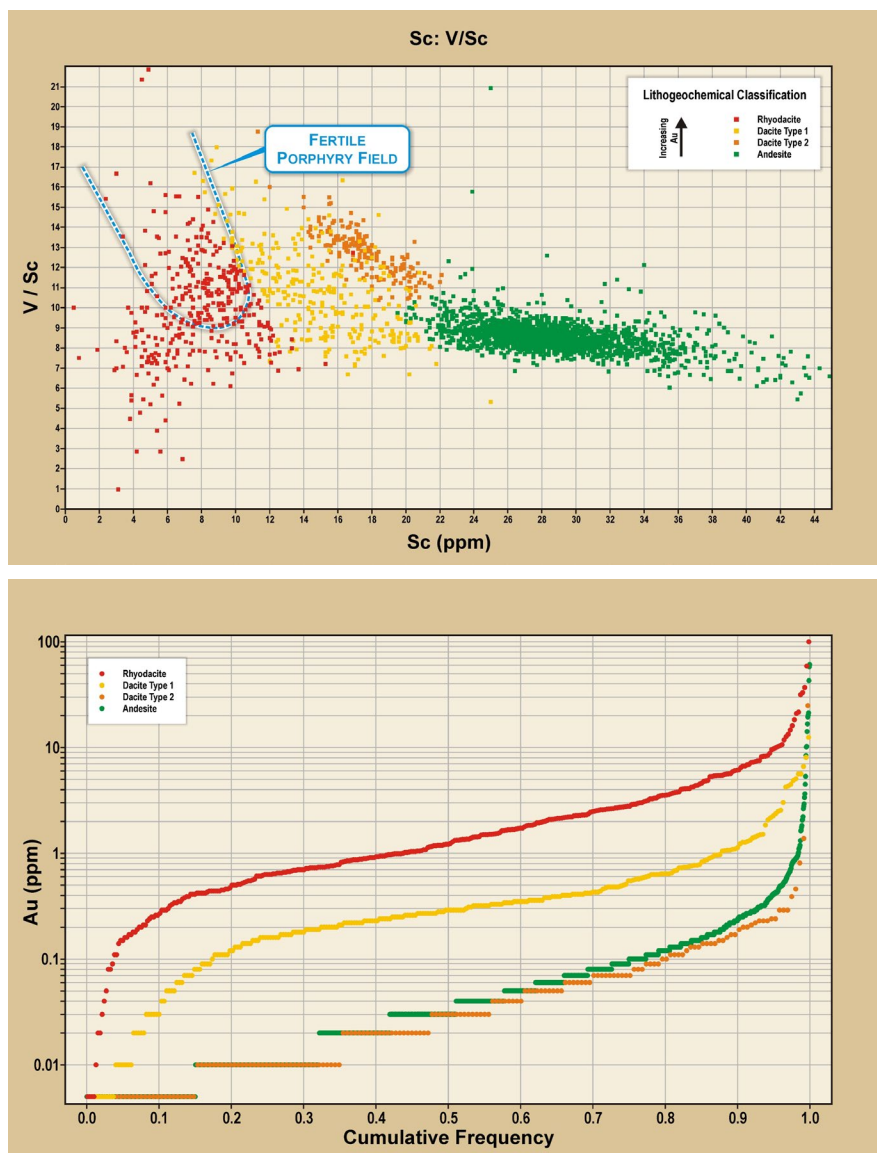 Sc: V/Sc
Lithogeochemical Classification
Increasing
Au
Rhyodacite
Dacite Type 1
Dacite Type 2
Andesite
FERTILE
PORPHYRY FIELD
V / Sc
21
20
19
18
17
16
15
14
13
12
11
10
9
8
7
6
5
4
3
2
1
0
0 2 4 6 8 10 12 14 16 18 20 22 24 26 28 30 32 34 36 38 40 42 44
Sc (ppm)
Rhyodacite
Dacite Type 1
Dacite Type 2
Andesite
Au (ppm)
100
10
1
0.1
0.01
0.0 0.1 0.2 0.3 0.4 0.5 0.6 0.7 0.8 0.9 1.0
Cumulative Frequency